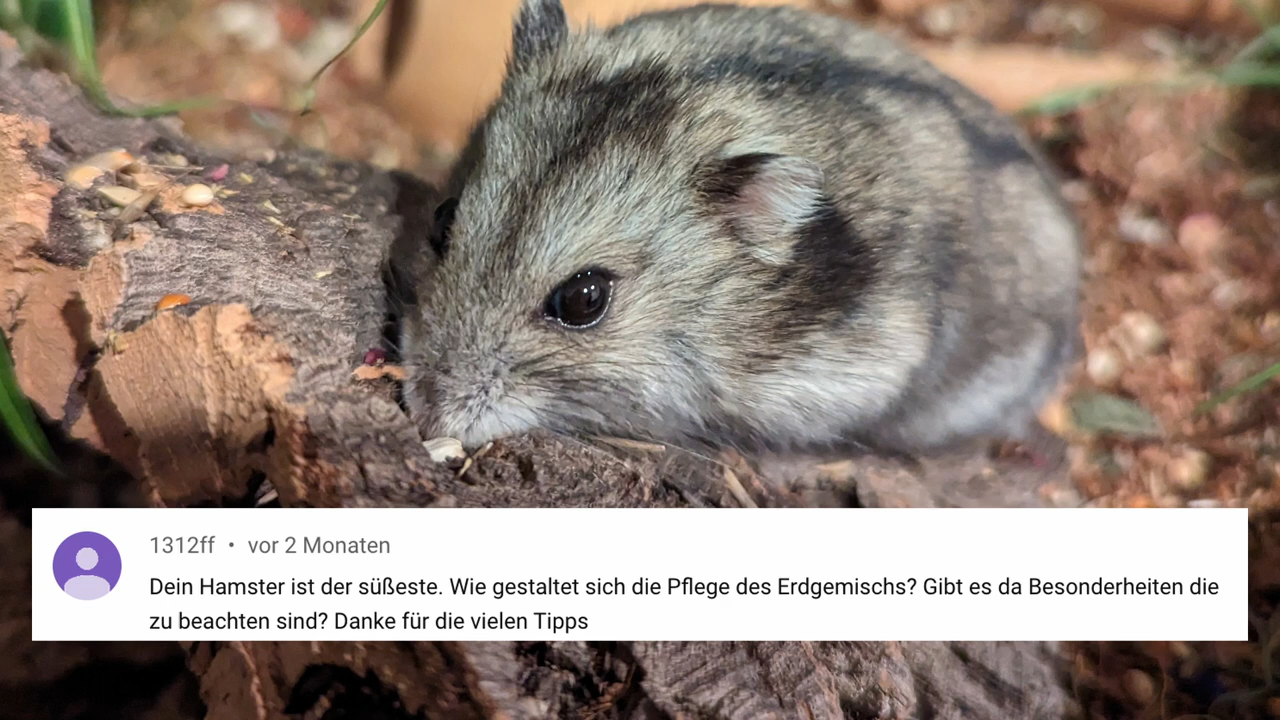 1312ff • vor 2 Monaten
Dein Hamster ist der süßeste. Wie gestaltet sich die Pflege des Erdgemischs? Gibt es da Besonderheiten die
zu beachten sind? Danke für die vielen Tipps